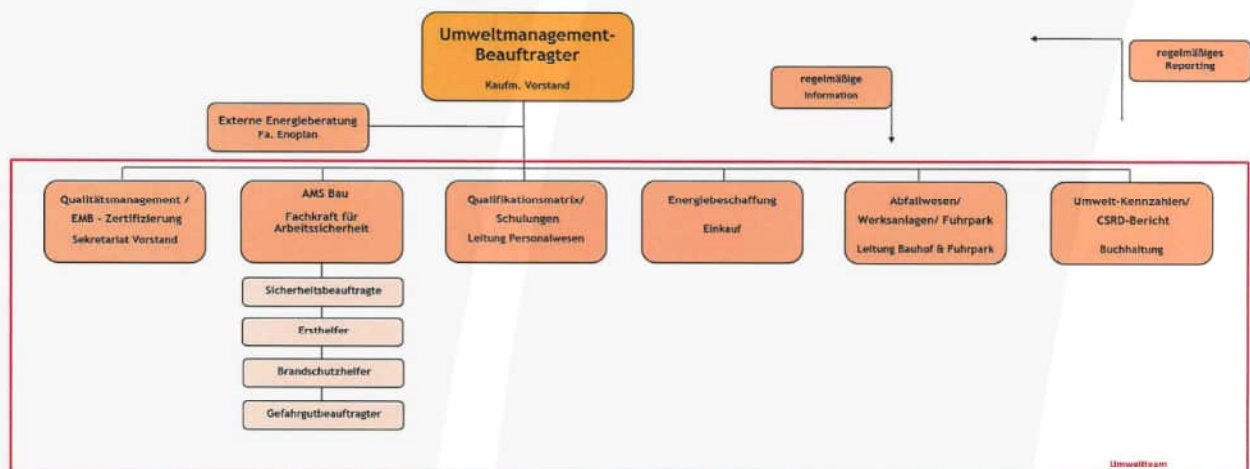 Umweltmanagement-
Beauftragter
Kaufm. Vorstand
regelmäßiges
Reporting
regelmäßige
Information
Externe Energieberatung
Fa. Enoplan
Qualitätsmanagement /
EMB - Zertifizierung
Sekretariat Vorstand
AMS Bau
Fachkraft für
Arbeitssicherheit
Qualifikationsmatrix/
Schulungen
Leitung Personalwesen
Energiebeschaffung
Einkauf
Abfallwesen/
Werksanlagen/ Fuhrpark
Leitung Bauhof & Fuhrpark
Umwelt-Kennzahlen/
CSRD-Bericht
Buchhaltung
Sicherheitsbeauftragte
Ersthelfer
Brandschutzhelfer
Gefahrgutbeauftragter
Umweltteam